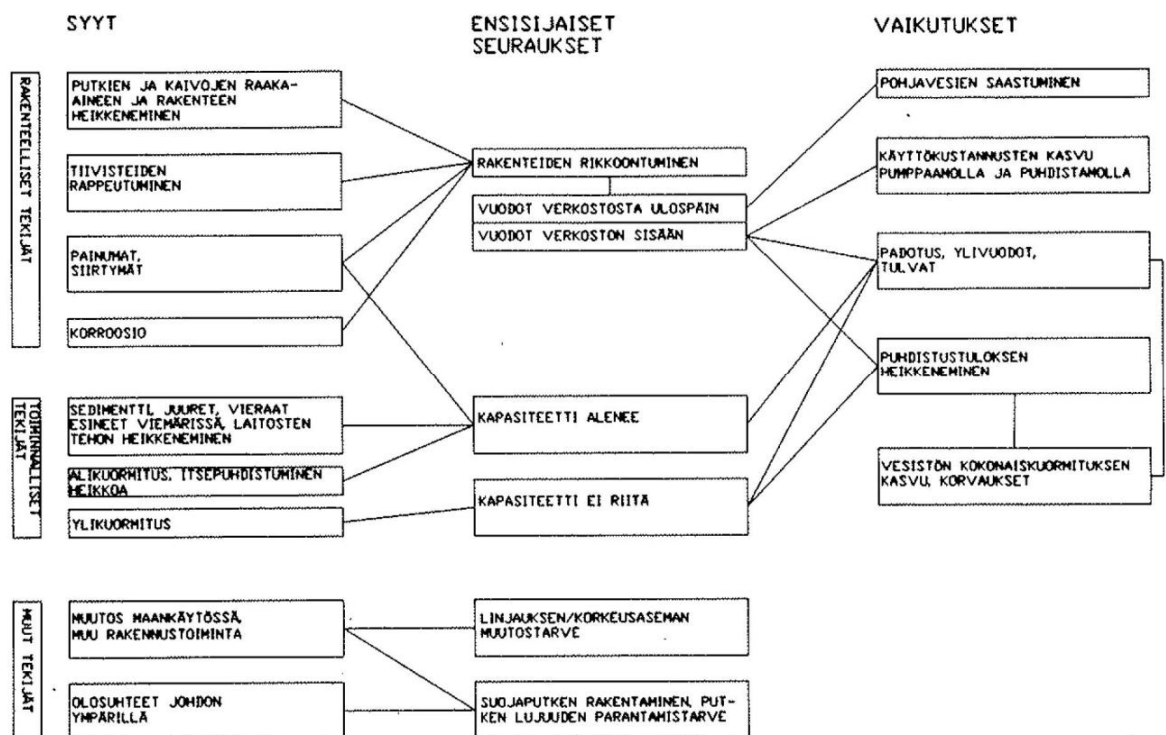 SYYT
ENSISIJAISET
SEURAUKSET
VAIKUTUKSET
RAKENTEELLISET TEKIJÄT
PUTKIEN JA KAIVOJEN RAAKA-
AINEEN JA RAKENTEEN
HEIKKENEMINEN
TIIVISTEIDEN
RAPPEUTUMINEN
PAINUMAT,
SIIRTYMÄT
KORROOSIO
RAKENTEIDEN RIKKOONTUMINEN
VUODOT VERKOSTOSTA ULOSPÄIN
VUODOT VERKOSTON SISÄÄN
POHJAVESIEN SAASTUMINEN
KÄYTTÖKUSTANNUSTEN KASVU
PUMPPAAMOLLA JA PUHDISTAMOLLA
PADOTUS, YLIVUODOT,
TULVAT
PUHDISTUSTULOKSEN
HEIKKENEMINEN
TOIMINNALLISET
TEKIJÄT
SEDIMENTTI, JUURET, VIERAAT
ESINEET VIEMÄRISSÄ, LAITOSTEN
TEHON HEIKKENEMINEN
ALIKUORMITUS, ITSEPUHDISTUMINEN
HEIKKOA
YLIKUORMITUS
KAPASITEETTI ALENEE
KAPASITEETTI EI RIITÄ
VESISTÖN KOKONAISKUORMITUKSEN
KASVU, KORVAUKSET
MUUT TEKIJÄT
MUUTOS MAANKÄYTÖSSÄ,
MUU RAKENNUSTOIMINTA
OLOSUHTEET JOHDON
YMPÄRILLÄ
LINJAUKSEN/KORKEUSASEMAN
MUUTOSTARVE
SUOJAPUTKEN RAKENTAMINEN, PUT-
KEN LUJUUDEN PARANTAMISTARVE